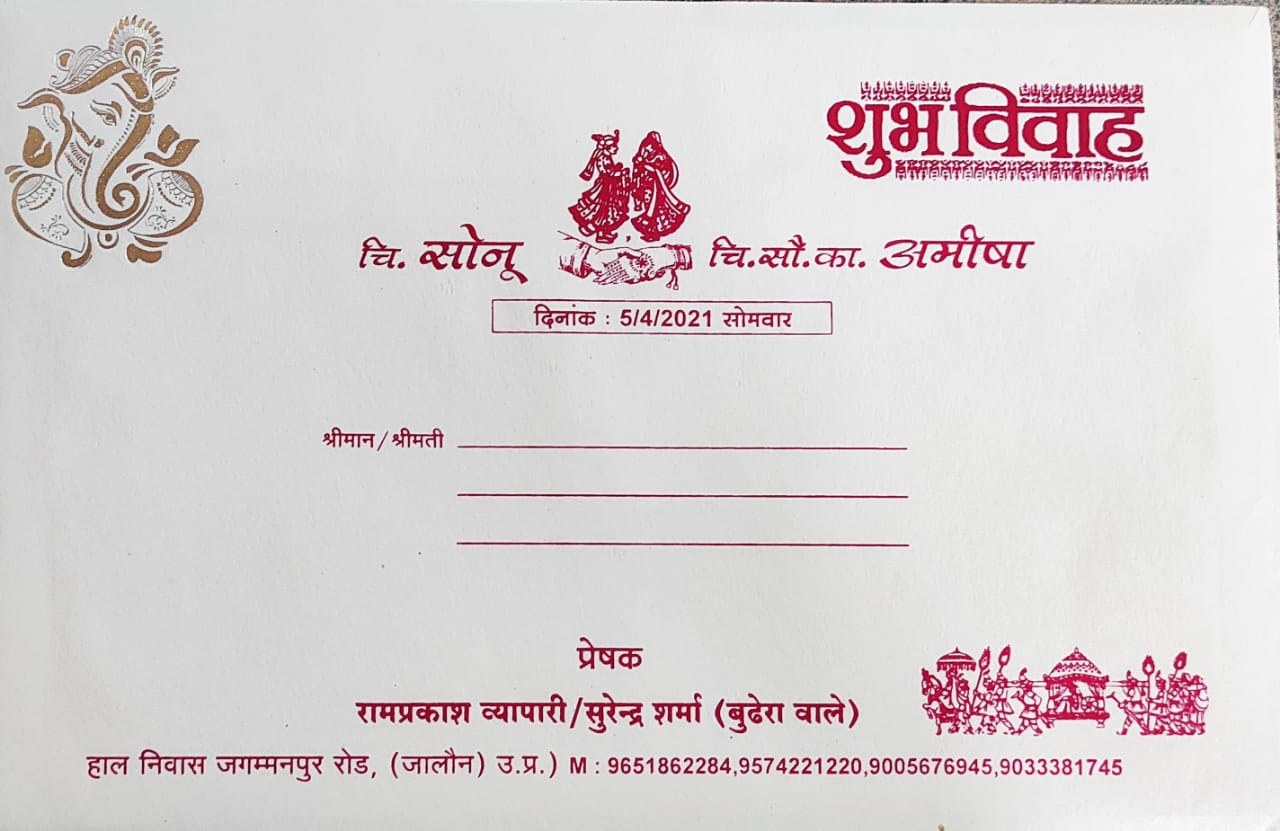 शुभ विवाह
चि. सोनू चि.सौ.का. अमीषा
दिनांक : 5/4/2021 सोमवार
श्रीमान/श्रीमती
प्रेषक
रामप्रकाश व्यापारी/सुरेन्द्र शर्मा (बुढेरा वाले)
हाल निवास जगम्मनपुर रोड, (जालौन) उ.प्र.) M : 9651862284,9574221220,9005676945,9033381745